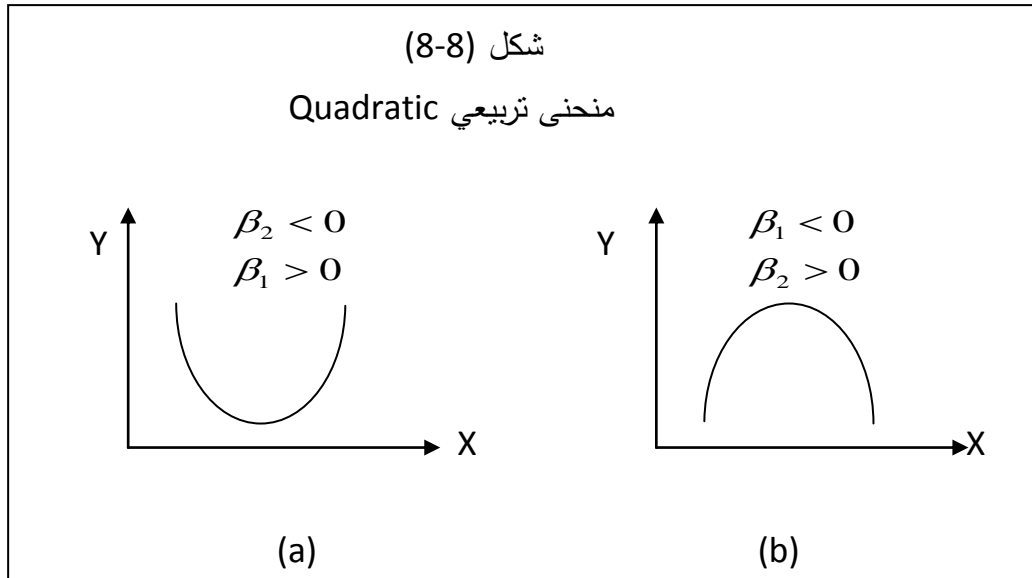 شكل (8-8)
منحنى تربيعي Quadratic
Y
β₂ < 0
β₁ > 0
X
(a)
Y
β₁ < 0
β₂ > 0
X
(b)